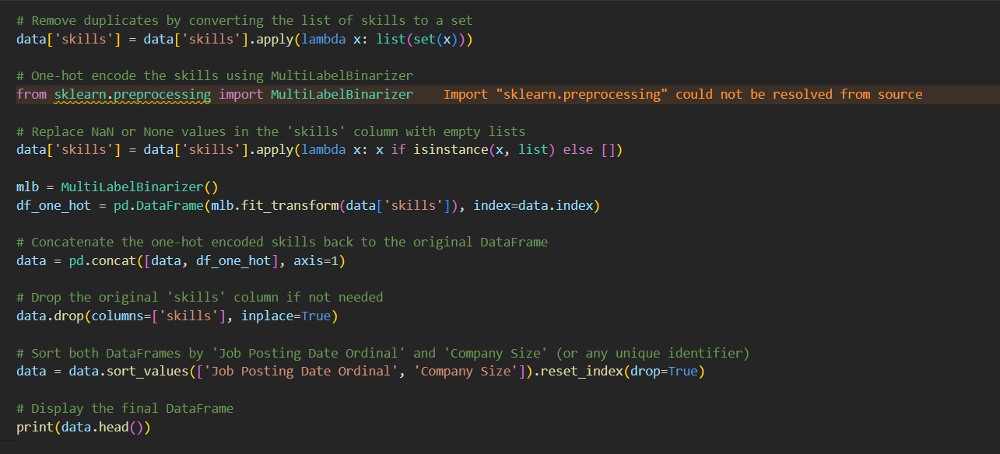 # Remove duplicates by converting the list of skills to a set
data['skills'] = data['skills'].apply(lambda x: list(set(x)))
# One-hot encode the skills using MultiLabelBinarizer
from sklearn.preprocessing import MultiLabelBinarizer    Import "sklearn.preprocessing" could not be resolved from source
# Replace NaN or None values in the 'skills' column with empty lists
data['skills'] = data['skills'].apply(lambda x: x if isinstance(x, list) else [])
mlb = MultiLabelBinarizer()
df_one_hot = pd.DataFrame(mlb.fit_transform(data['skills']), index=data.index)
# Concatenate the one-hot encoded skills back to the original DataFrame
data = pd.concat([data, df_one_hot], axis=1)
# Drop the original 'skills' column if not needed
data.drop(columns=['skills'], inplace=True)
# Sort both DataFrames by 'Job Posting Date Ordinal' and 'Company Size' (or any unique identifier)
data = data.sort_values(['Job Posting Date Ordinal', 'Company Size']).reset_index(drop=True)
# Display the final DataFrame
print(data.head())